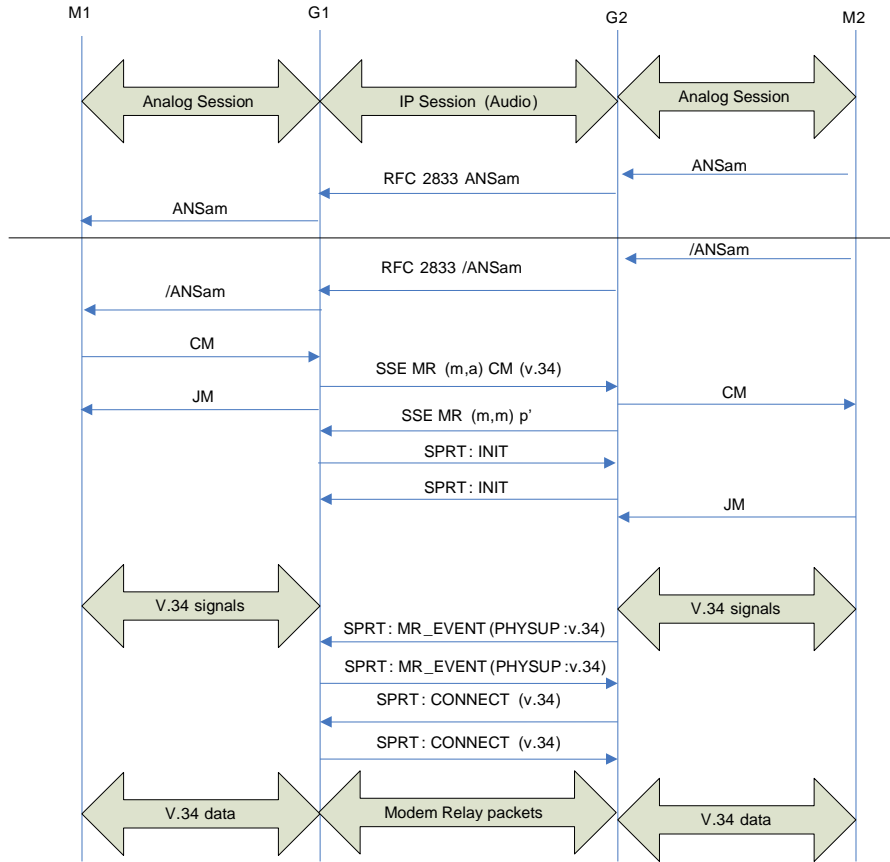 M1
G1
G2
M2
Analog Session
IP Session (Audio)
Analog Session
ANSam
RFC 2833 ANSam
ANSam
/ANSam
RFC 2833 /ANSam
/ANSam
CM
SSE MR (m,a) CM (v.34)
CM
JM
SSE MR (m,m) p'
SPRT: INIT
SPRT: INIT
JM
V.34 signals
V.34 signals
SPRT: MR_EVENT(PHYSUP:v.34)
SPRT: MR_EVENT(PHYSUP:v.34)
SPRT: CONNECT (v.34)
SPRT: CONNECT (v.34)
V.34 data
Modem Relay packets
V.34 data